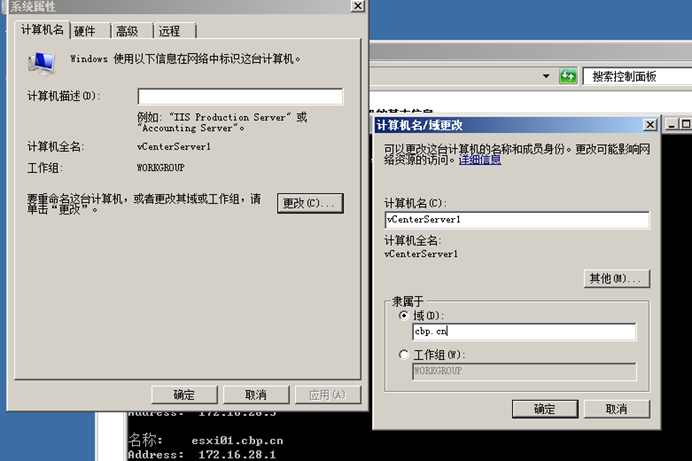 系统属性
计算机名 硬件 高级 远程
Windows 使用以下信息在网络中标识这台计算机。
计算机描述(D):
例如: "IIS Production Server" 或
"Accounting Server"。
计算机全名: vCenterServer1
工作组: WORKGROUP
要重命名这台计算机，或者更改其域或工作组，请
单击“更改”。
更改(C)...
确定 取消 应用(A)
搜索控制面板
计算机名/域更改
可以更改这台计算机的名称和成员身份。更改可能影响网
络资源的访问。详细信息
计算机名(C):
vCenterServer1
计算机全名:
vCenterServer1
其他(M)...
隶属于
域(D):
cbp.cn
工作组(W):
WORKGROUP
确定 取消
名称: esxi01.cbp.cn
Address: 172.16.28.1